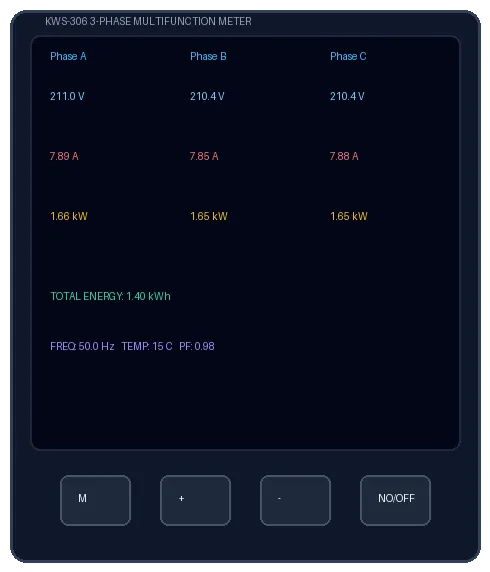 KWS-306 3-PHASE MULTIFUNCTION METER
Phase A Phase B Phase C
211.0 V 210.4 V 210.4 V
7.89 A 7.85 A 7.88 A
1.66 kW 1.65 kW 1.65 kW
TOTAL ENERGY: 1.40 kWh
FREQ: 50.0 Hz TEMP: 15 C PF: 0.98
M + - NO/OFF